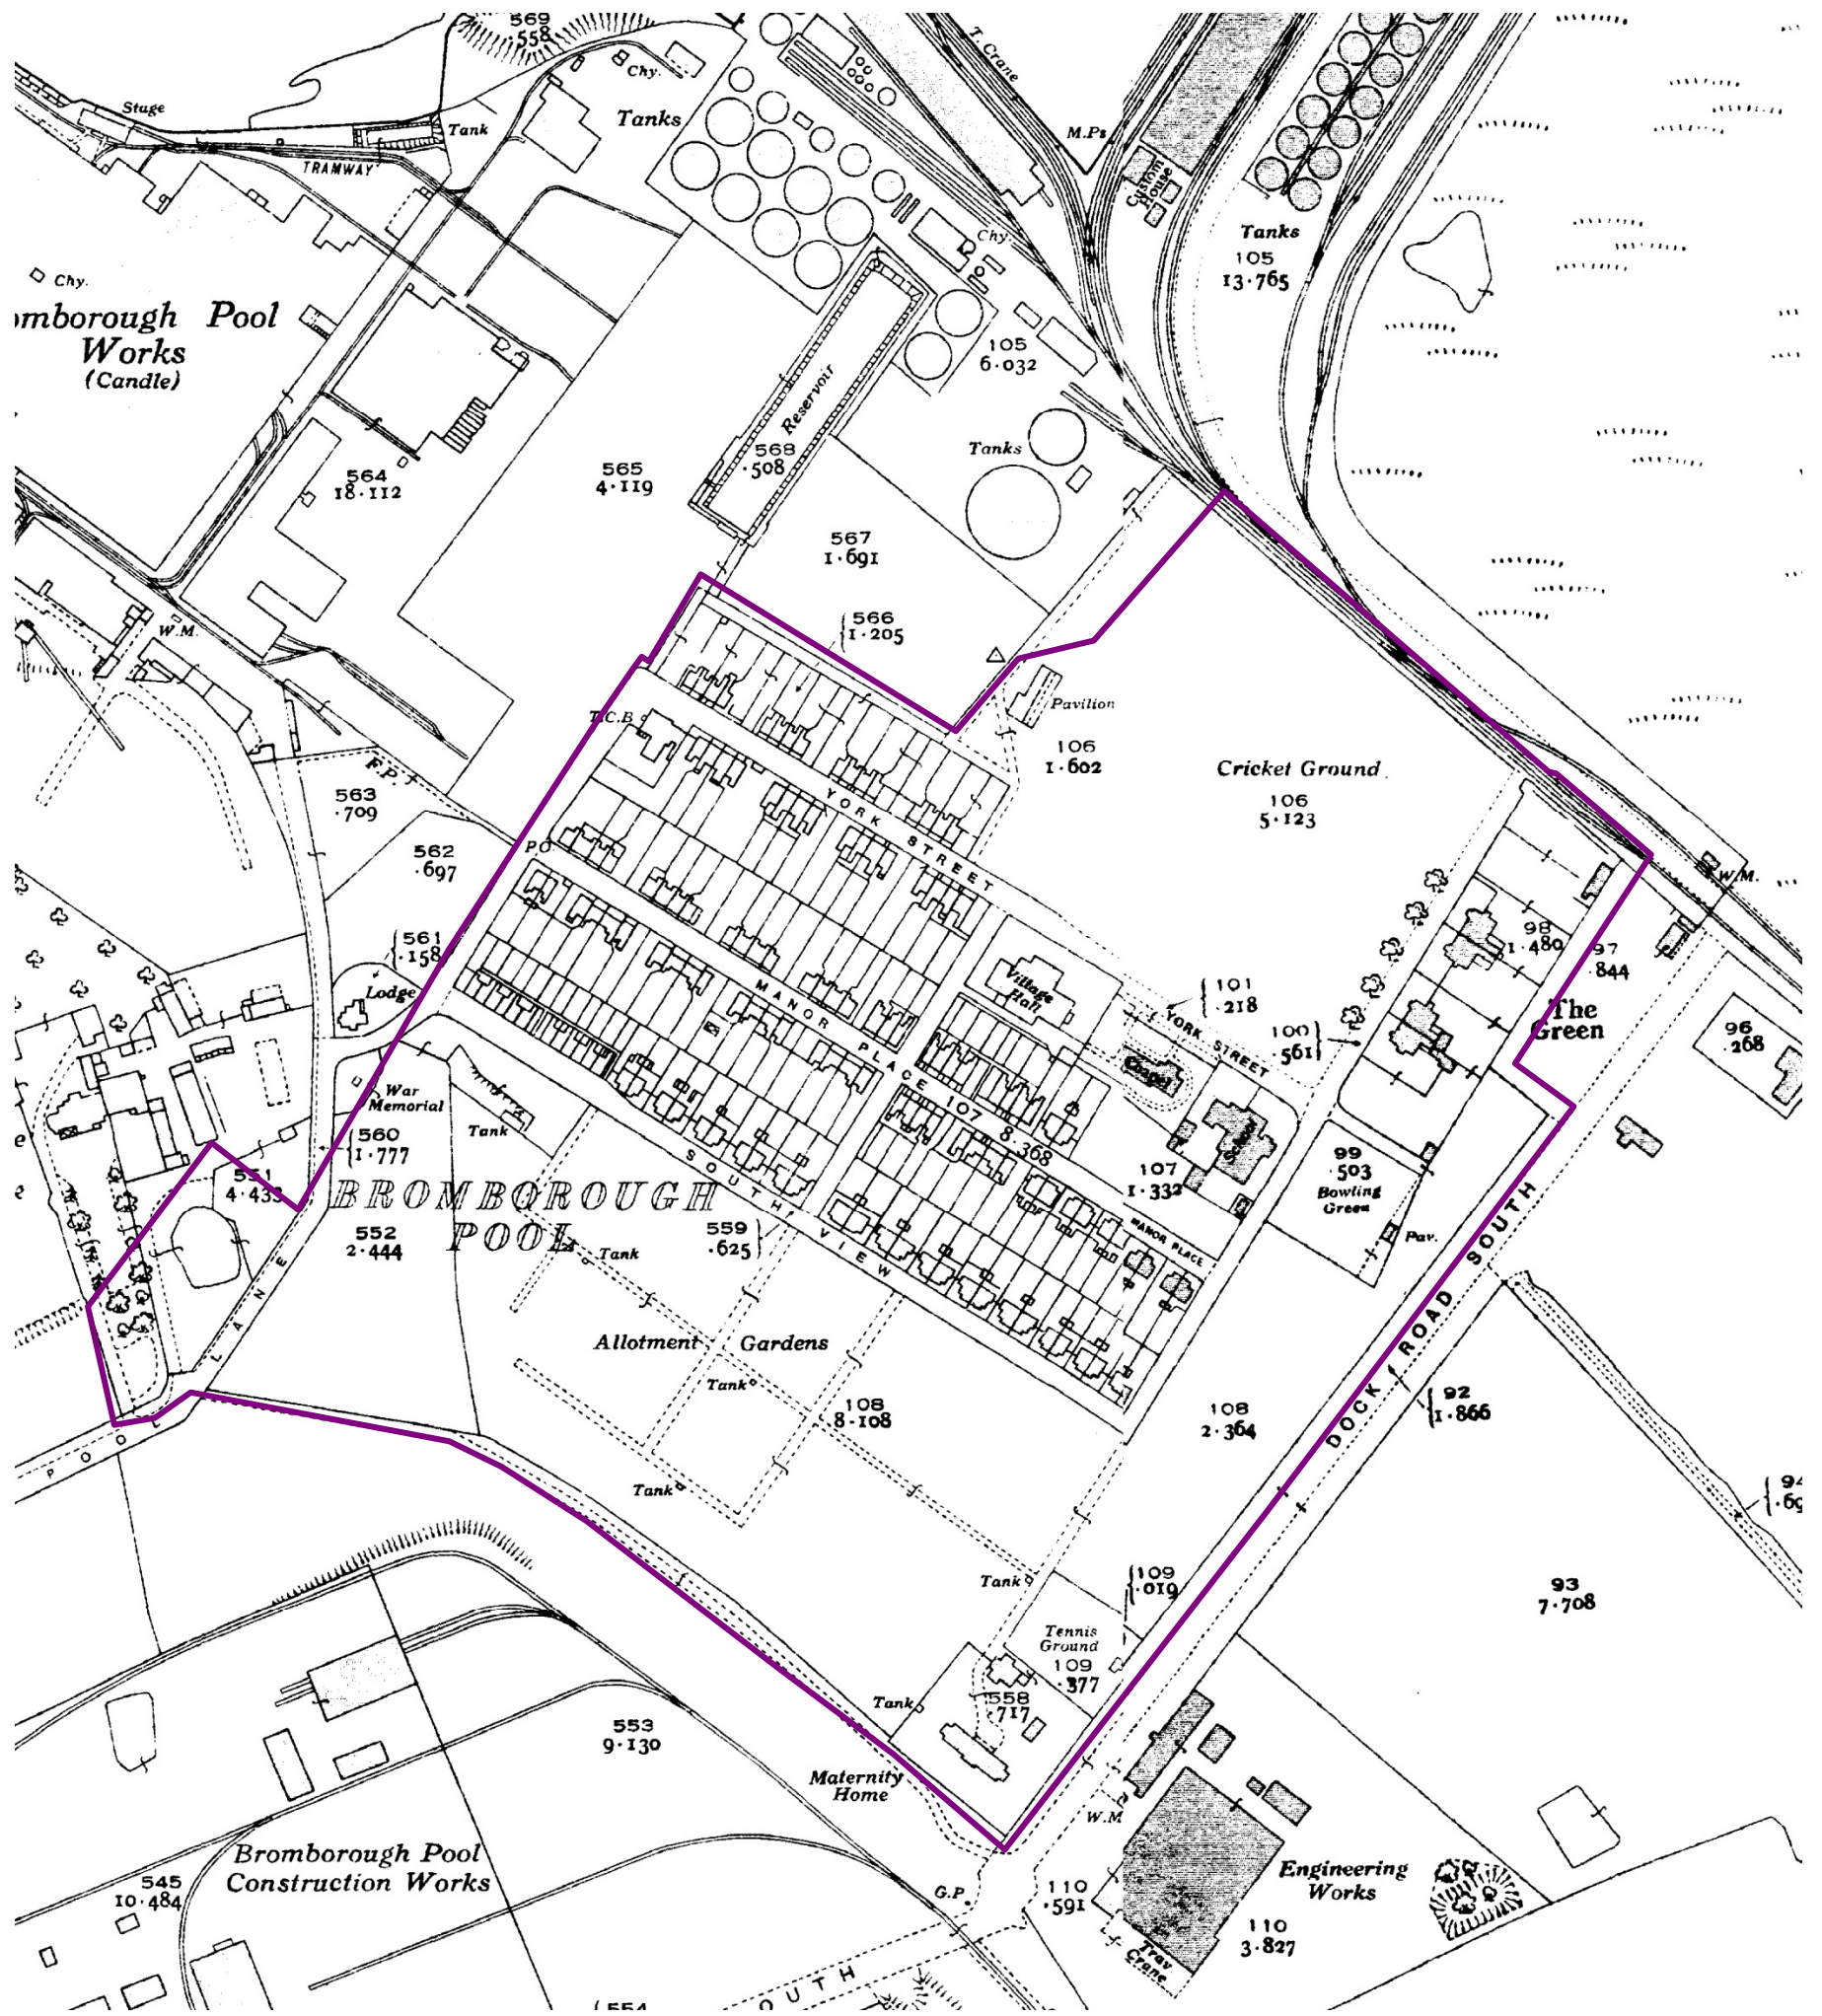 569
.558
Chy.
T. Crane
Stage
Tank
Tanks
M.Ps
TRAMWAY
Custom
House
Tanks
105
13.765
Chy.
Chy.
omborough Pool
Works
(Candle)
105
6.032
Reservoir
568
.508
Tanks
564
18.112
565
4.119
567
1.691
566
1.205
W.M.
Pavilion
T.C.B
106
1.602
Cricket Ground
106
5.123
F.P.
563
.709
YORK STREET
562
.697
P.O
W.M.
561
.158
98
1.480
97
.844
Lodge
Village
Hall
101
.218
MANOR PLACE
YORK STREET
The
Green
100
.561
96
.268
Chapel
War
Memorial
107
8.368
Tank
560
1.777
School
99
.503
Bowling
Green
551
4.433
107
1.332
BROMBOROUGH
POOL
SOUTH VIEW
MANOR PLACE
552
2.444
559
.625
Pav.
Tank
POOL LANE
Allotment Gardens
DOCK ROAD SOUTH
Tank
108
8.108
108
2.364
92
1.866
Tank
94
.69
Tank
109
.019
93
7.708
Tennis
Ground
109
.377
Tank
558
.717
553
9.130
Maternity
Home
W.M
Bromborough Pool
Construction Works
545
10.484
G.P.
110
.591
Engineering
Works
110
3.827
Trav
Crane
OUTH
554